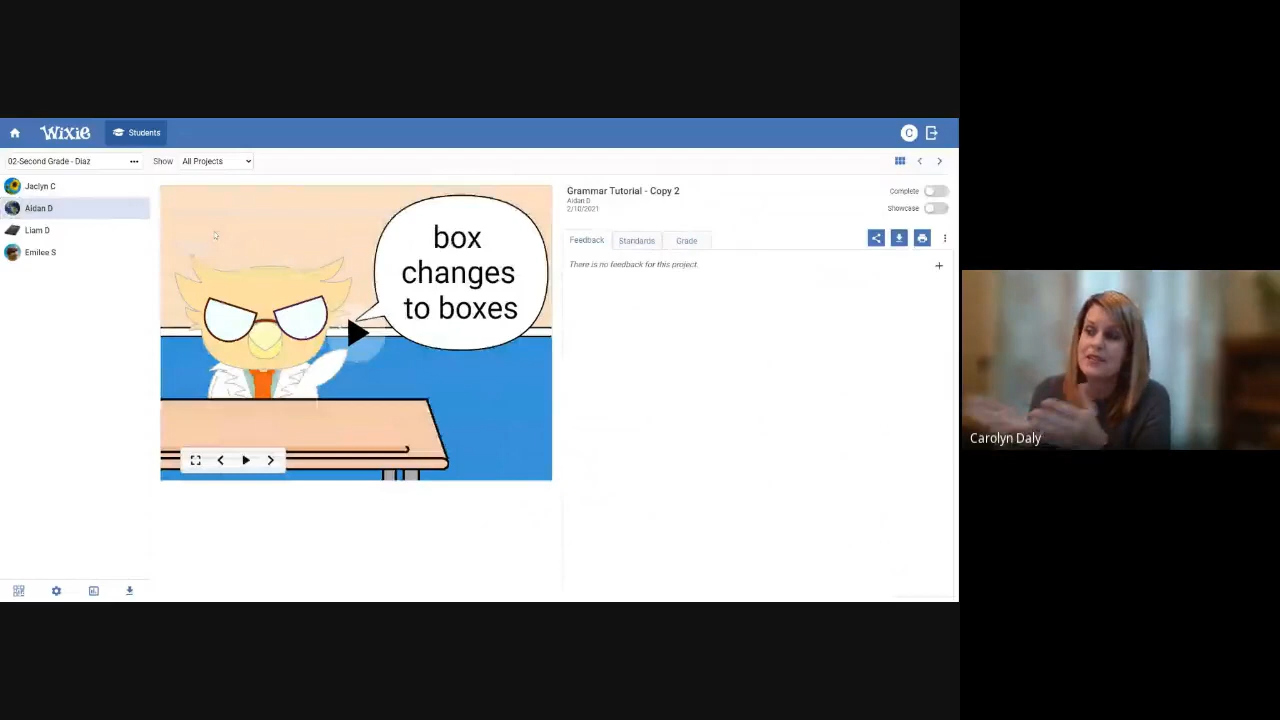 Wixie
Students
C
02-Second Grade - Diaz
...
Show
All Projects
Jaclyn C
Aidan D
Liam D
Emilee S
box
changes
to boxes
Grammar Tutorial - Copy 2
Aidan D
2/10/2021
Complete
Showcase
Feedback
Standards
Grade
There is no feedback for this project.
Carolyn Daly